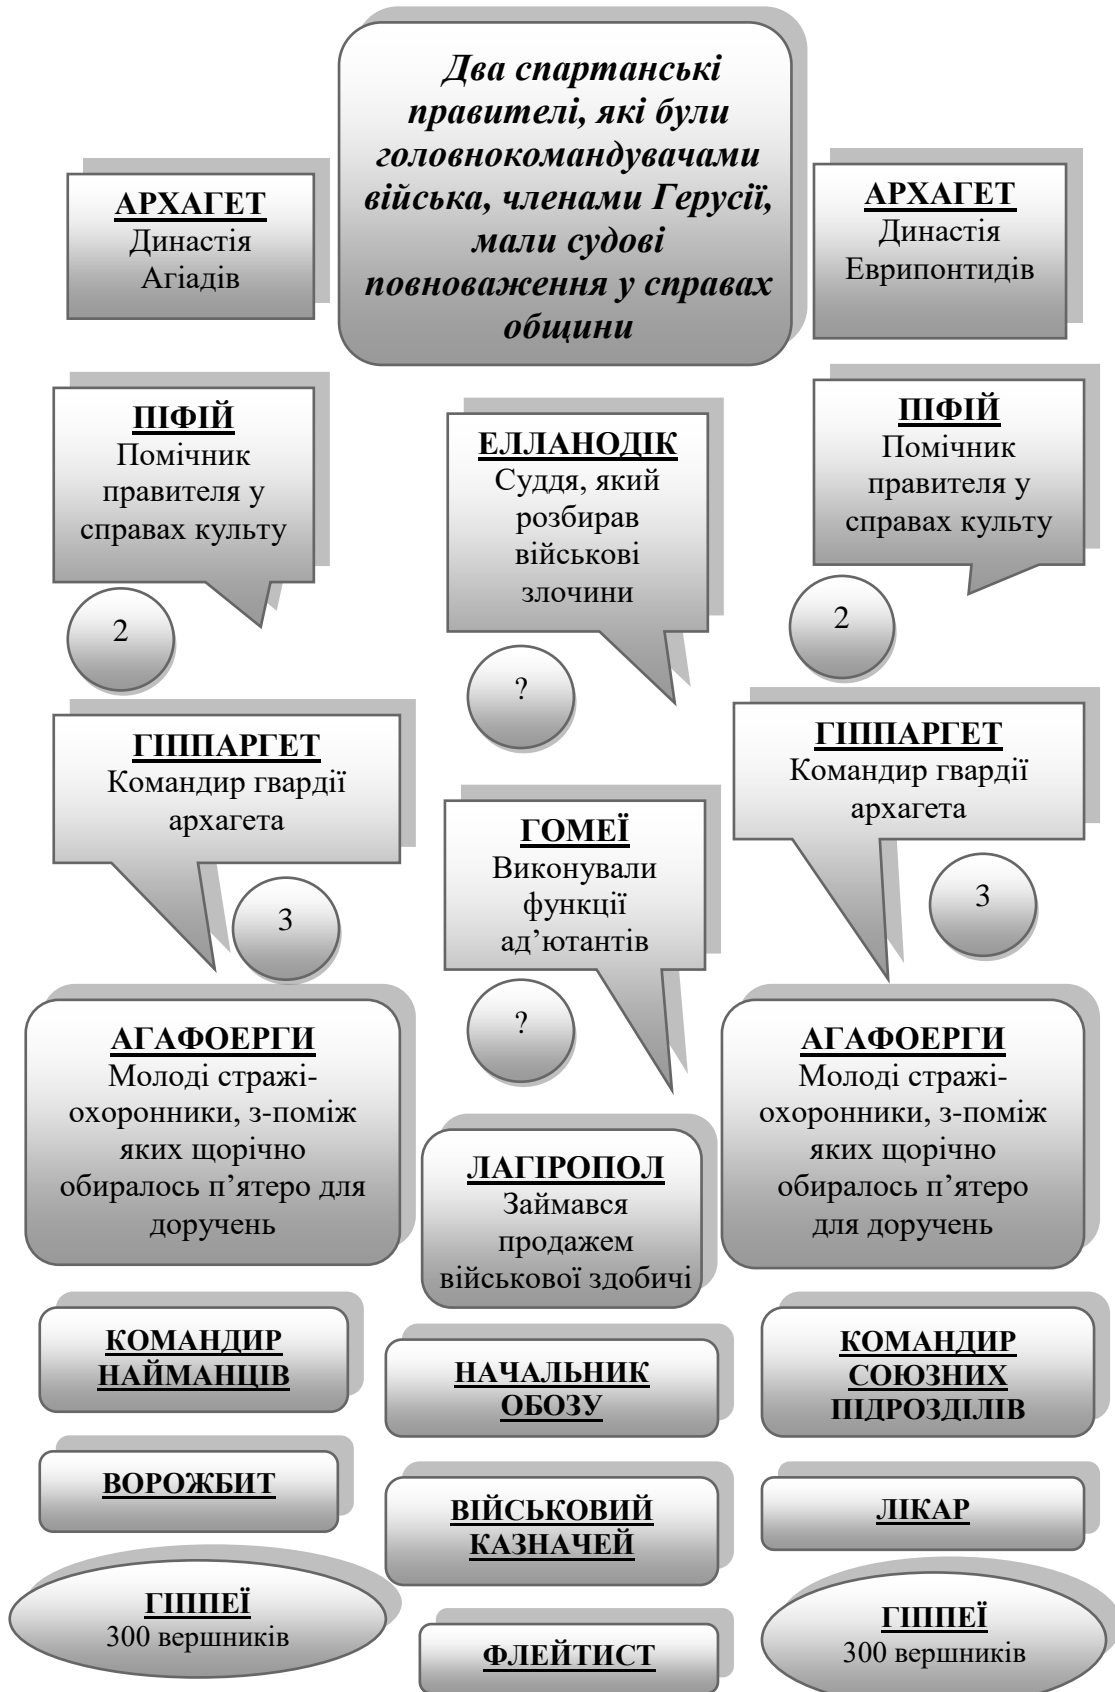 Два спартанські
правителі, які були
головнокомандувачами
війська, членами Герусії,
мали судові
повноваження у справах
общини
АРХАГЕТ
Династія
Агіадів
АРХАГЕТ
Династія
Еврипонтидів
ПІФІЙ
Помічник
правителя у
справах культу
2
ЕЛЛАНОДІК
Суддя, який
розбирав
військові
злочини
?
ПІФІЙ
Помічник
правителя у
справах культу
2
ГІППАРГЕТ
Командир гвардії
архагета
3
ГОМЕЇ
Виконували
функції
ад’ютантів
?
ГІППАРГЕТ
Командир гвардії
архагета
3
АГАФОЕРГИ
Молоді стражі-
охоронники, з-поміж
яких щорічно
обиралось п’ятеро для
доручень
ЛАГІРОПОЛ
Займався
продажем
військової здобичі
АГАФОЕРГИ
Молоді стражі-
охоронники, з-поміж
яких щорічно
обиралось п’ятеро
для доручень
КОМАНДИР
НАЙМАНЦІВ
НАЧАЛЬНИК
ОБОЗУ
КОМАНДИР
СОЮЗНИХ
ПІДРОЗДІЛІВ
ВОРОЖБИТ
ВІЙСЬКОВИЙ
КАЗНАЧЕЙ
ЛІКАР
ГІППЕЇ
300 вершників
ФЛЕЙТИСТ
ГІППЕЇ
300 вершників